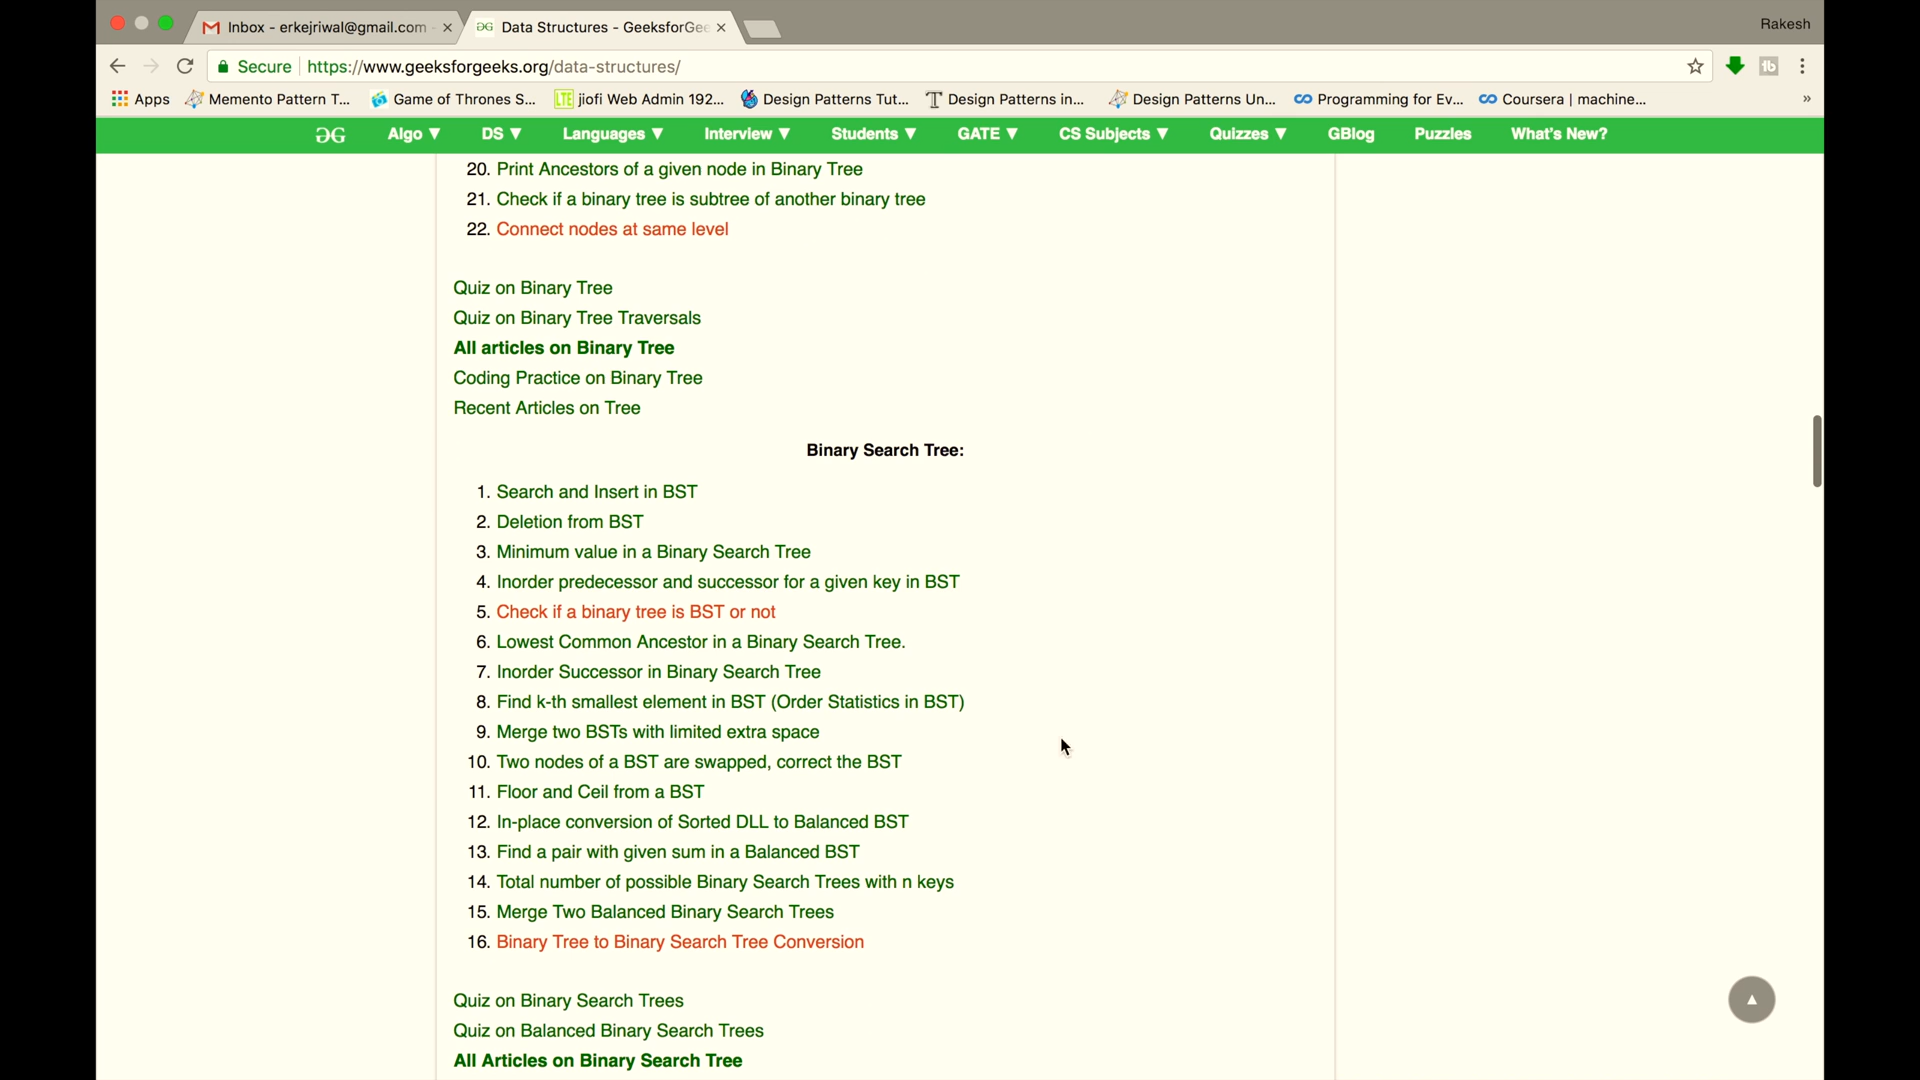 Inbox - erkejriwal@gmail.com -
Data Structures - GeeksforGee
Rakesh
Secure https://www.geeksforgeeks.org/data-structures/
Apps Memento Pattern T... Game of Thrones S... LTE jiofi Web Admin 192... Design Patterns Tut... Design Patterns in... Design Patterns Un... Programming for Ev... Coursera | machine... »
Algo ▼ DS ▼ Languages ▼ Interview ▼ Students ▼ GATE ▼ CS Subjects ▼ Quizzes ▼ GBlog Puzzles What's New?
20. Print Ancestors of a given node in Binary Tree
21. Check if a binary tree is subtree of another binary tree
22. Connect nodes at same level
Quiz on Binary Tree
Quiz on Binary Tree Traversals
All articles on Binary Tree
Coding Practice on Binary Tree
Recent Articles on Tree
Binary Search Tree:
1. Search and Insert in BST
2. Deletion from BST
3. Minimum value in a Binary Search Tree
4. Inorder predecessor and successor for a given key in BST
5. Check if a binary tree is BST or not
6. Lowest Common Ancestor in a Binary Search Tree.
7. Inorder Successor in Binary Search Tree
8. Find k-th smallest element in BST (Order Statistics in BST)
9. Merge two BSTs with limited extra space
10. Two nodes of a BST are swapped, correct the BST
11. Floor and Ceil from a BST
12. In-place conversion of Sorted DLL to Balanced BST
13. Find a pair with given sum in a Balanced BST
14. Total number of possible Binary Search Trees with n keys
15. Merge Two Balanced Binary Search Trees
16. Binary Tree to Binary Search Tree Conversion
Quiz on Binary Search Trees
Quiz on Balanced Binary Search Trees
All Articles on Binary Search Tree